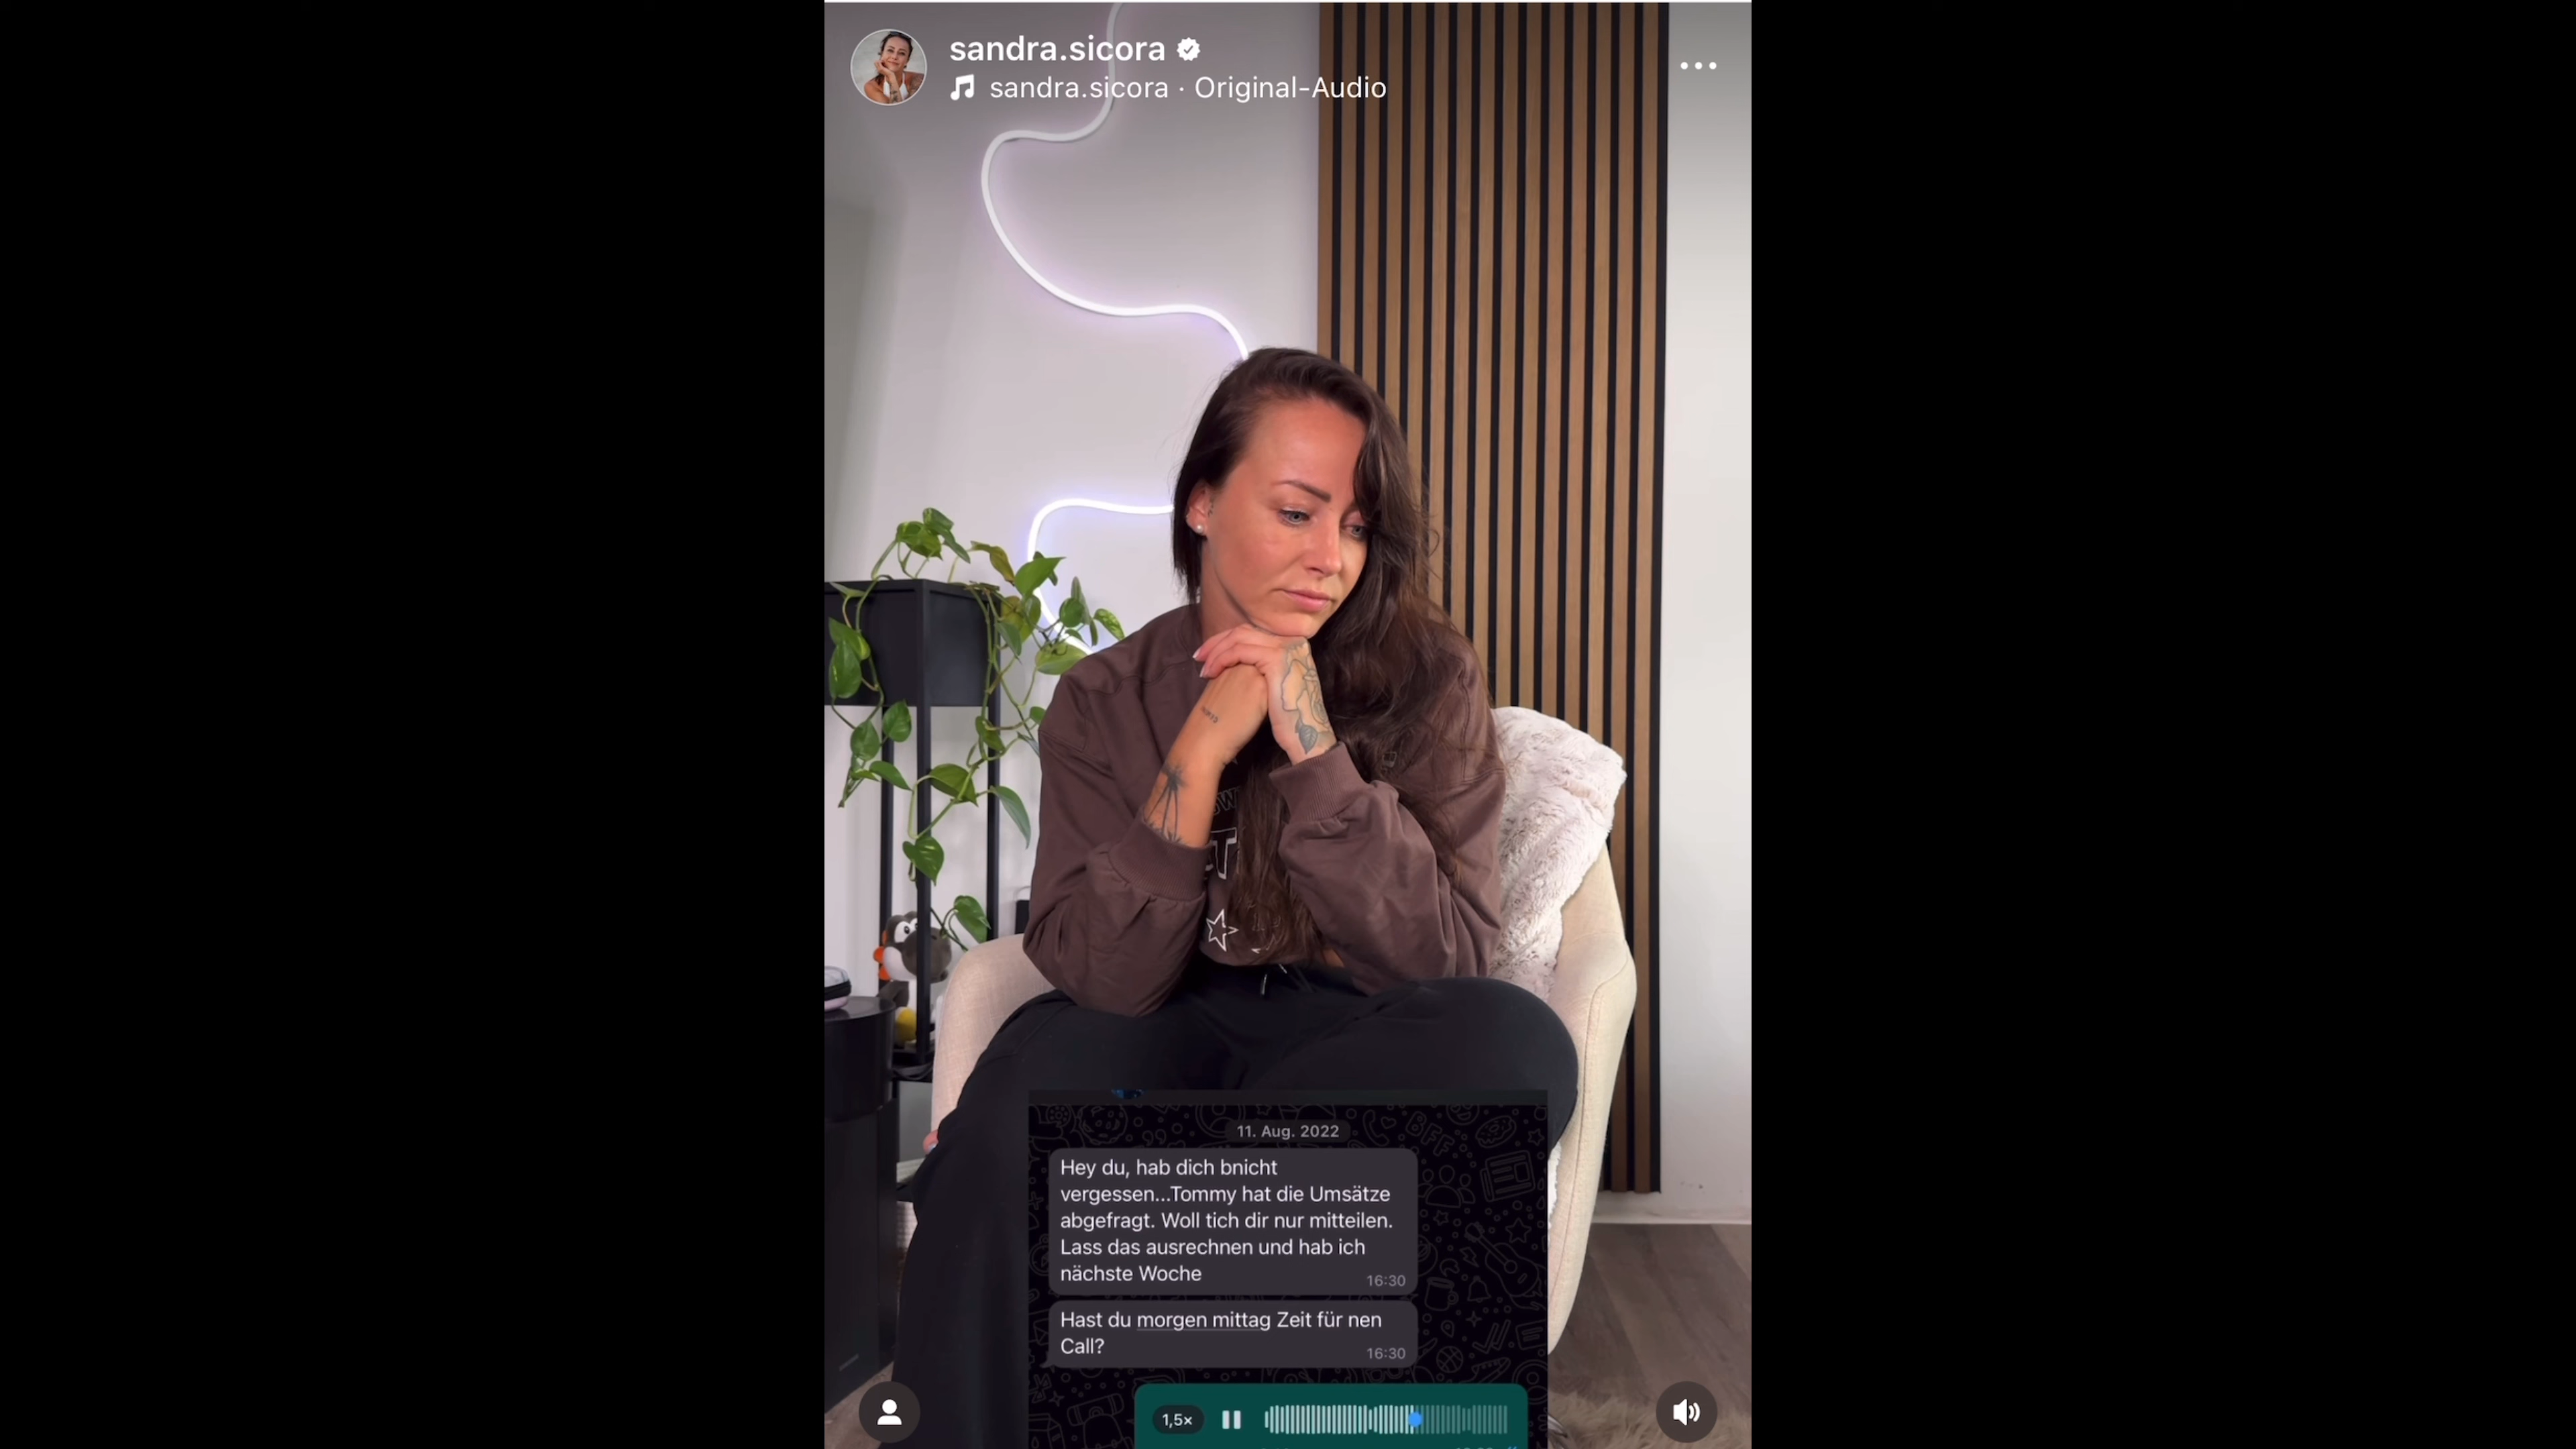 sandra.sicora
sandra.sicora · Original-Audio
11. Aug. 2022
Hey du, hab dich bnicht
vergessen...Tommy hat die Umsätze
abgefragt. Woll tich dir nur mitteilen.
Lass das ausrechnen und hab ich
nächste Woche
16:30
Hast du morgen mittag Zeit für nen
Call?
16:30
1,5×